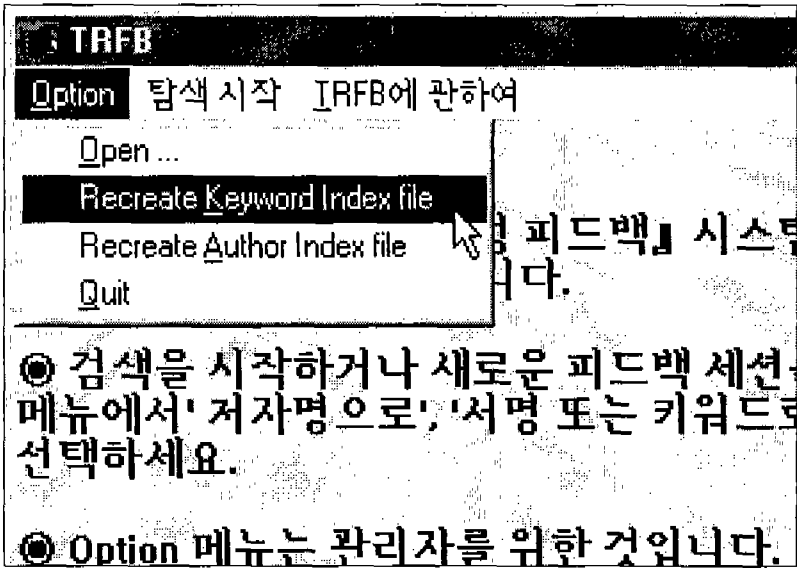 TRFB
Option 탐색 시작 TRFB에 관하여
Open ...
Recreate Keyword Index file
Recreate Author Index file
Quit
피드백』 시스템
니다.
◉ 검색을 시작하거나 새로운 피드백 세션
메뉴에서' 저자명으로', '서명 또는 키워드로
선택하세요.
◉ Option 메뉴는 관리자를 위한 것입니다.